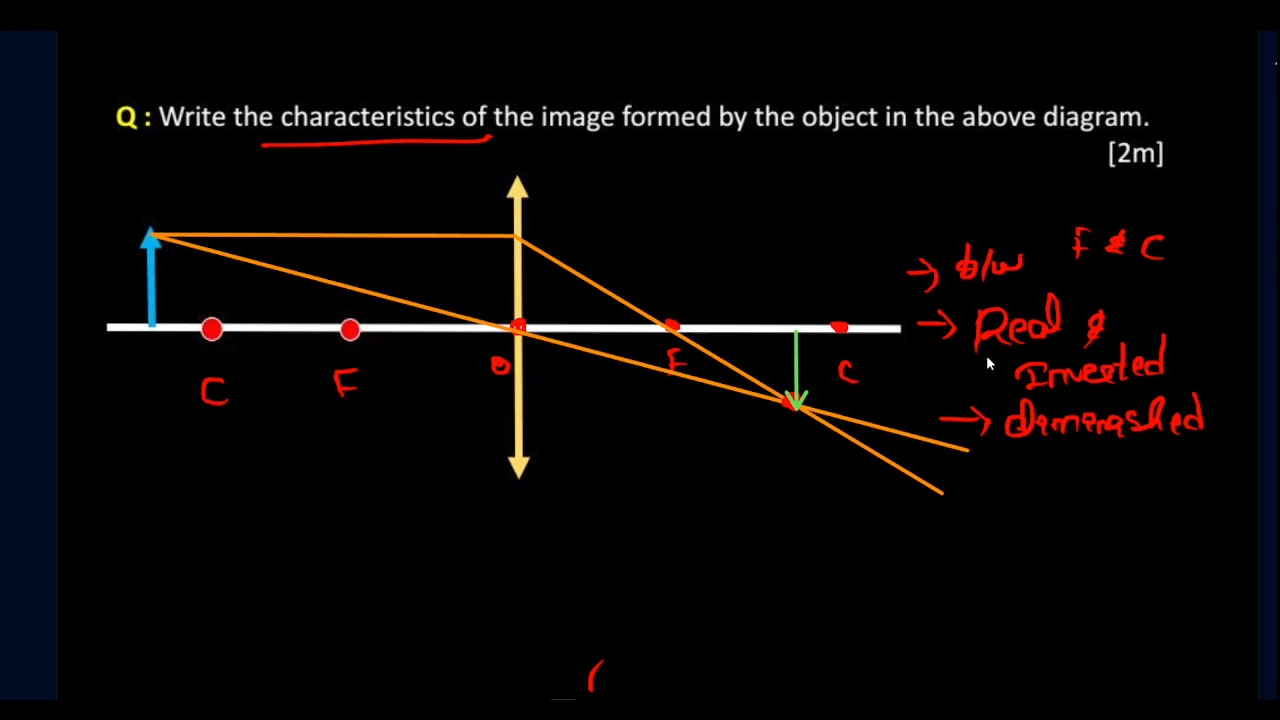 Q : Write the characteristics of the image formed by the object in the above diagram.
[2m]
→ b/w F & C
→ Real &
Inverted
→ Diminished
C F O F C